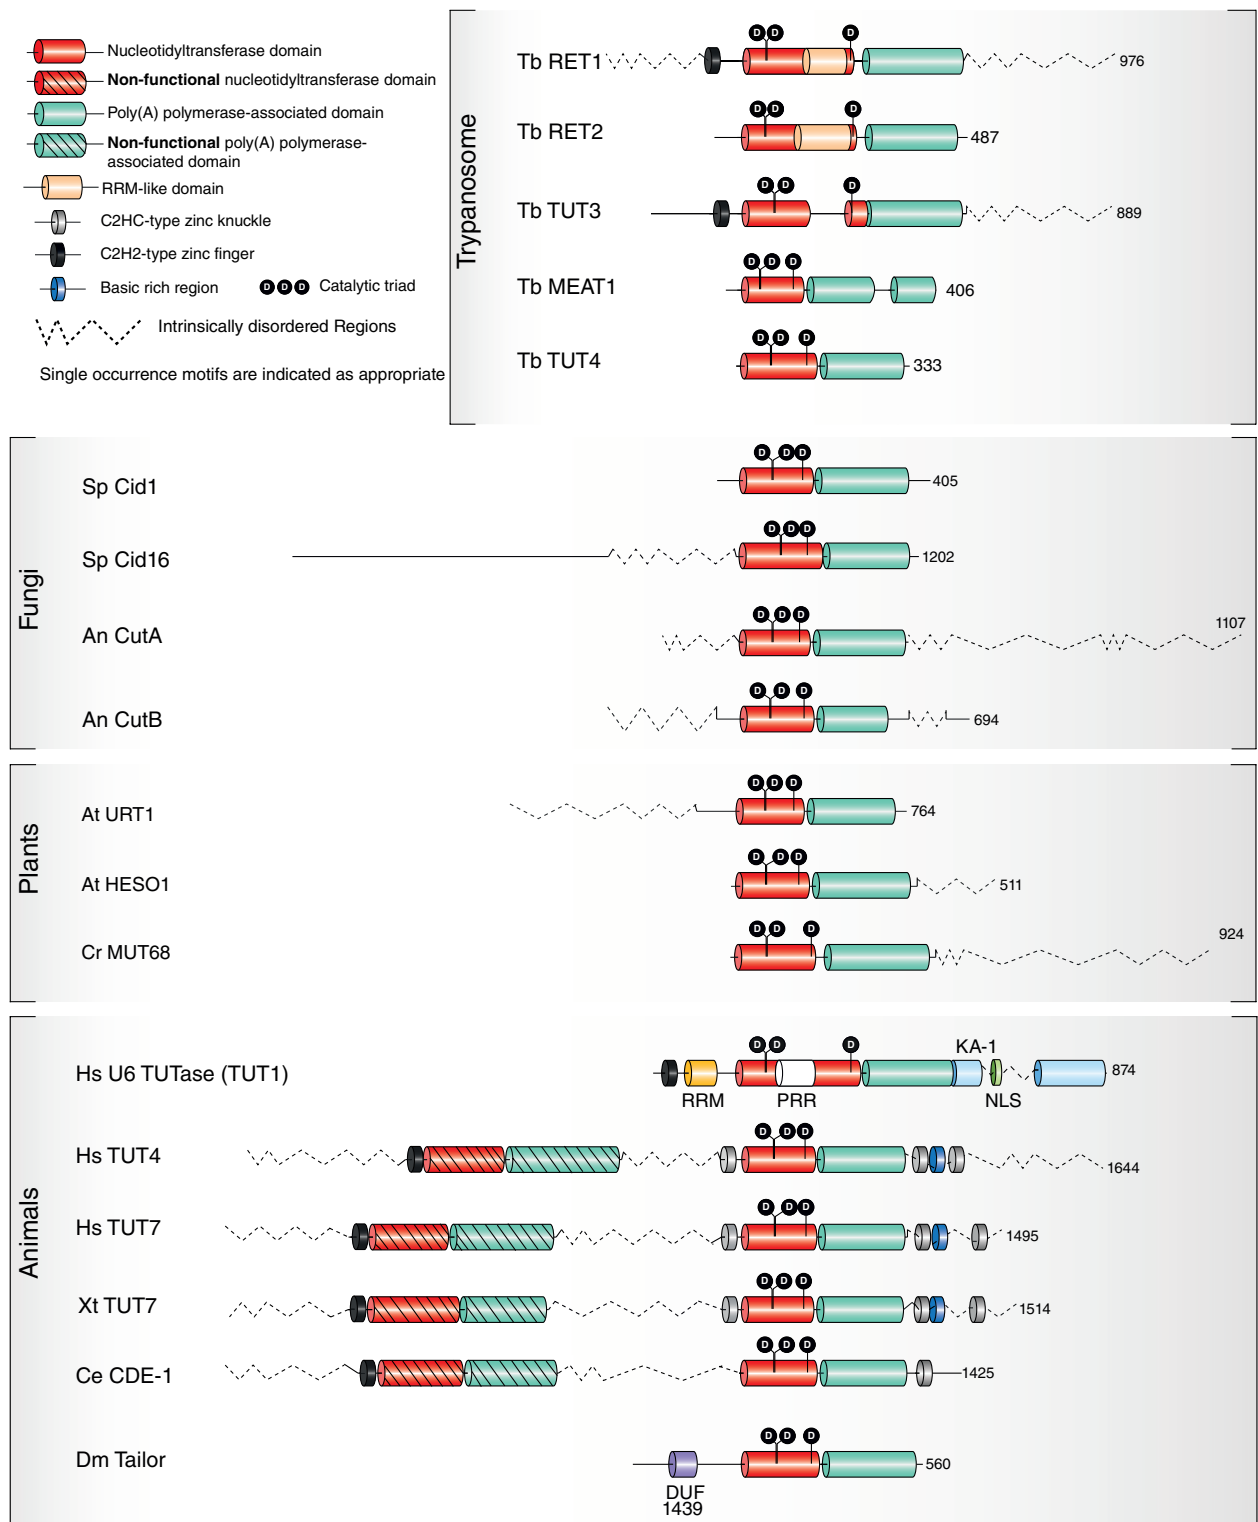 Nucleotidyltransferase domain
Non-functional nucleotidyltransferase domain
Poly(A) polymerase-associated domain
Non-functional poly(A) polymerase-
associated domain
RRM-like domain
C2HC-type zinc knuckle
C2H2-type zinc finger
Basic rich region
D D D Catalytic triad
Intrinsically disordered Regions
Single occurrence motifs are indicated as appropriate
Trypanosome
D D D
Tb RET1
976
D D D
Tb RET2
487
D D D
Tb TUT3
889
D D D
Tb MEAT1
406
D D D
Tb TUT4
333
Fungi
D D D
Sp Cid1
405
D D D
Sp Cid16
1202
D D D
An CutA
1107
D D D
An CutB
694
Plants
D D D
At URT1
764
D D D
At HESO1
511
D D D
Cr MUT68
924
Animals
D D D
KA-1
Hs U6 TUTase (TUT1)
874
RRM PRR NLS
D D D
Hs TUT4
1644
D D D
Hs TUT7
1495
D D D
Xt TUT7
1514
D D D
Ce CDE-1
1425
D D D
Dm Tailor
560
DUF
1439